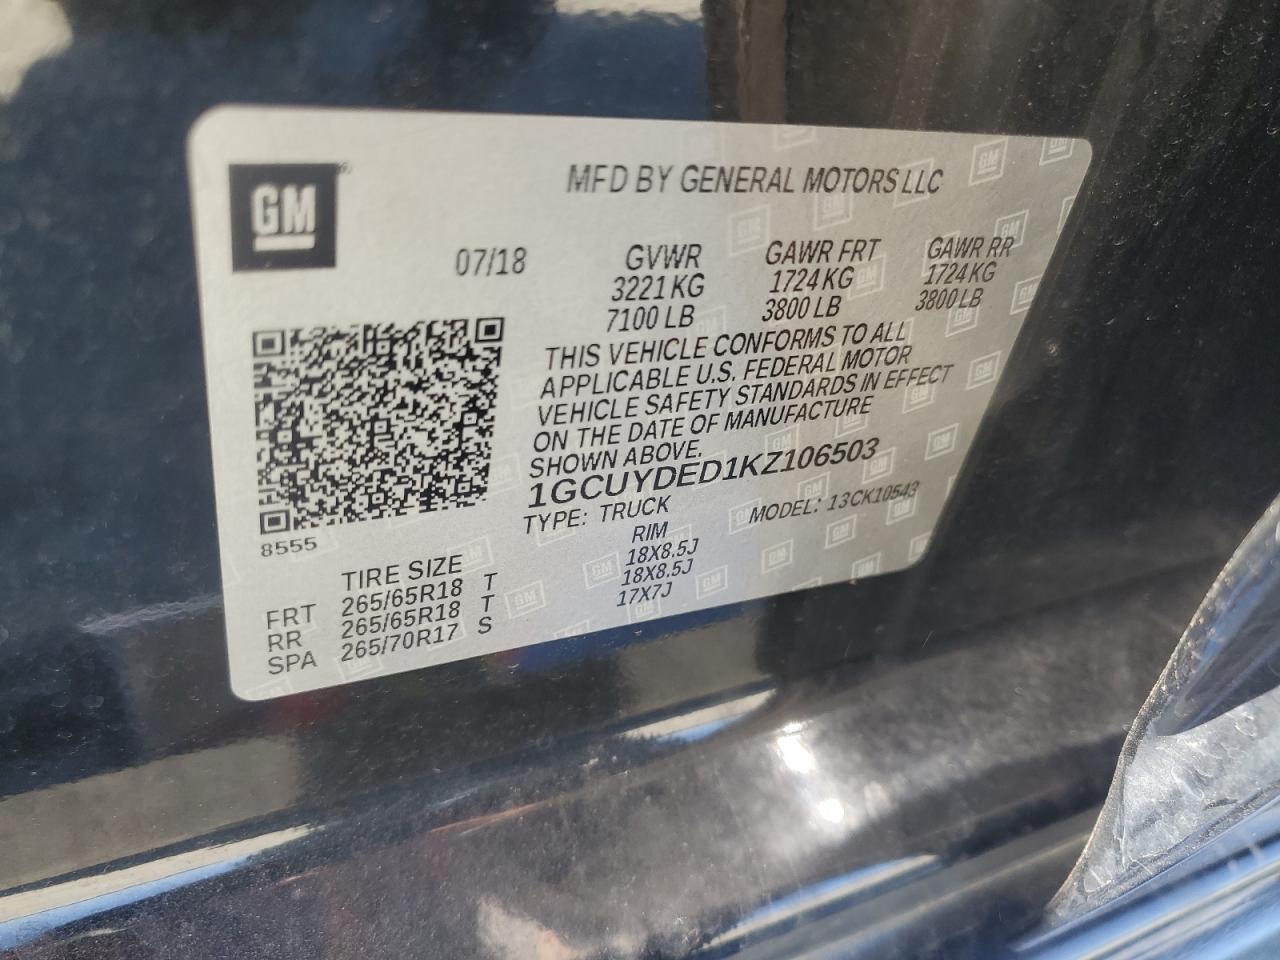 GM
MFD BY GENERAL MOTORS LLC
07/18
GVWR GAWR FRT GAWR RR
3221 KG 1724 KG 1724 KG
7100 LB 3800 LB 3800 LB
THIS VEHICLE CONFORMS TO ALL
APPLICABLE U.S. FEDERAL MOTOR
VEHICLE SAFETY STANDARDS IN EFFECT
ON THE DATE OF MANUFACTURE
SHOWN ABOVE.
1GCUYDED1KZ106503
TYPE: TRUCK MODEL: 13CK10543
8555
TIRE SIZE RIM
FRT 265/65R18 T 18X8.5J
RR 265/65R18 T 18X8.5J
SPA 265/70R17 S 17X7J